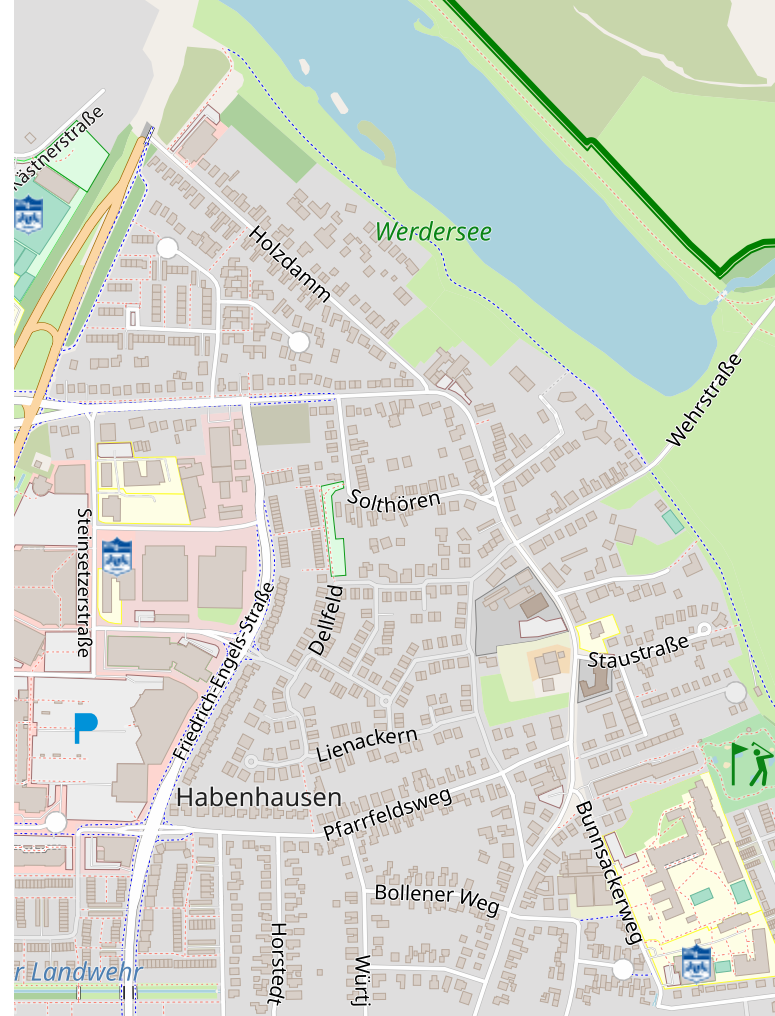 Kästnerstraße
Werdersee
Holzdamm
Wehrstraße
Solthören
Steinsetzerstraße
Dellfeld
Friedrich-Engels-Straße
Staustraße
Lienackern
P
Habenhausen
Pfarrfeldsweg
Bunnsackerweg
Bollener Weg
Horstedt
Würtj
r Landwehr